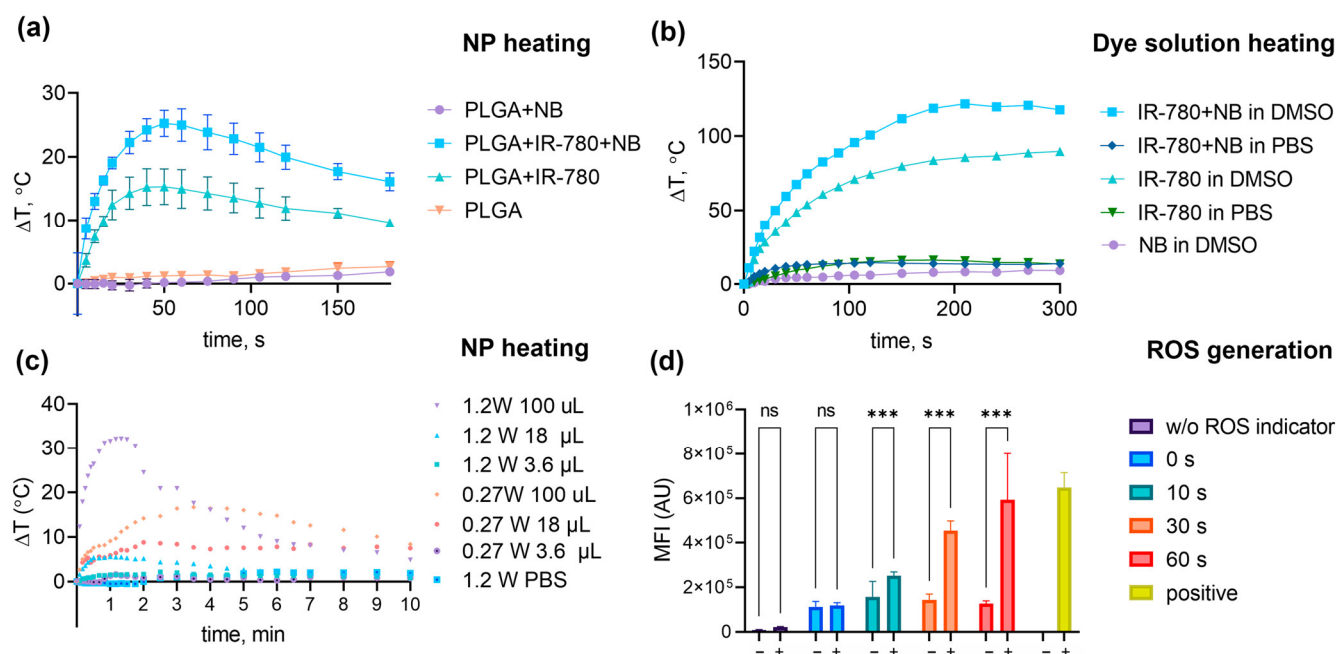 (a)
NP heating
30
20
10
0
50
100
150
ΔT, °C
time, s
PLGA+NB
PLGA+IR-780+NB
PLGA+IR-780
PLGA
(b)
Dye solution heating
150
100
50
0
0
100
200
300
ΔT, °C
time, s
IR-780+NB in DMSO
IR-780+NB in PBS
IR-780 in DMSO
IR-780 in PBS
NB in DMSO
(c)
NP heating
40
30
20
10
0
1 2 3 4 5 6 7 8 9 10
ΔT (°C)
time, min
1.2W 100 uL
1.2 W 18 µL
1.2 W 3.6 µL
0.27W 100 uL
0.27 W 18 µL
0.27 W 3.6 µL
1.2 W PBS
(d)
ROS generation
1×10⁶
8×10⁵
6×10⁵
4×10⁵
2×10⁵
0
MFI (AU)
ns ns *** *** ***
– + – + – + – + – + – +
w/o ROS indicator
0 s
10 s
30 s
60 s
positive